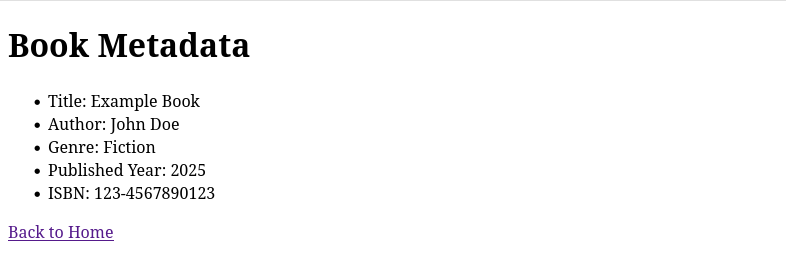 Book Metadata
Title: Example Book
Author: John Doe
Genre: Fiction
Published Year: 2025
ISBN: 123-4567890123
Back to Home